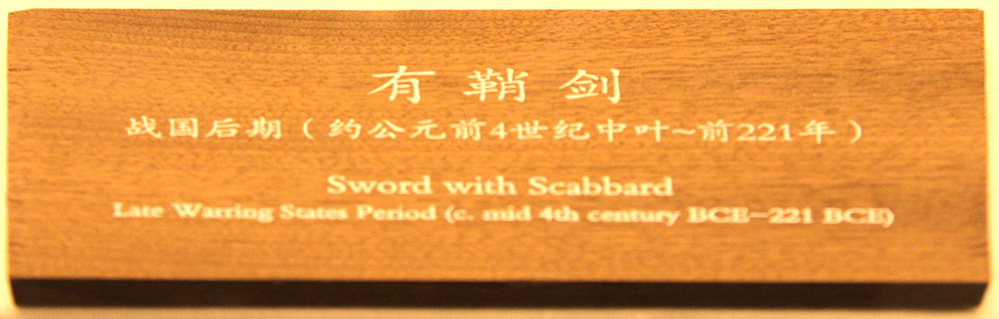 有鞘剑
战国后期（约公元前4世纪中叶~前221年）
Sword with Scabbard
Late Warring States Period (c. mid 4th century BCE-221 BCE)